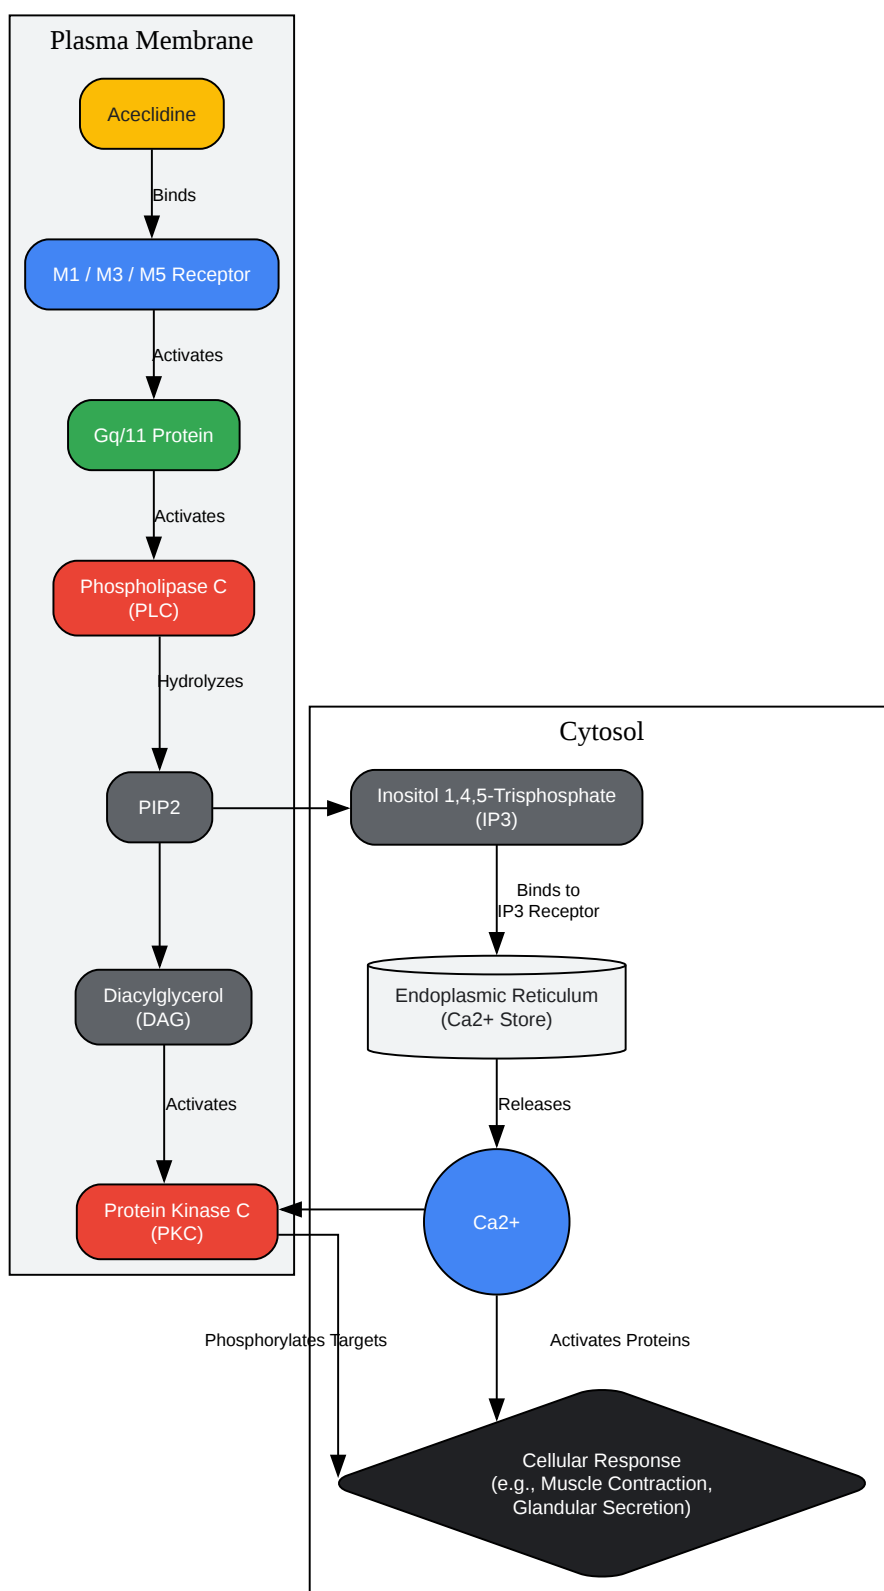 Plasma Membrane
Aceclidine
Binds
M1 / M3 / M5 Receptor
Activates
Gq/11 Protein
Activates
Phospholipase C
(PLC)
Hydrolyzes
Cytosol
PIP2
Inositol 1,4,5-Trisphosphate
(IP3)
Binds to
IP3 Receptor
Diacylglycerol
(DAG)
Endoplasmic Reticulum
(Ca2+ Store)
Activates
Releases
Protein Kinase C
(PKC)
Ca2+
Phosphorylates Targets
Activates Proteins
Cellular Response
(e.g., Muscle Contraction,
Glandular Secretion)